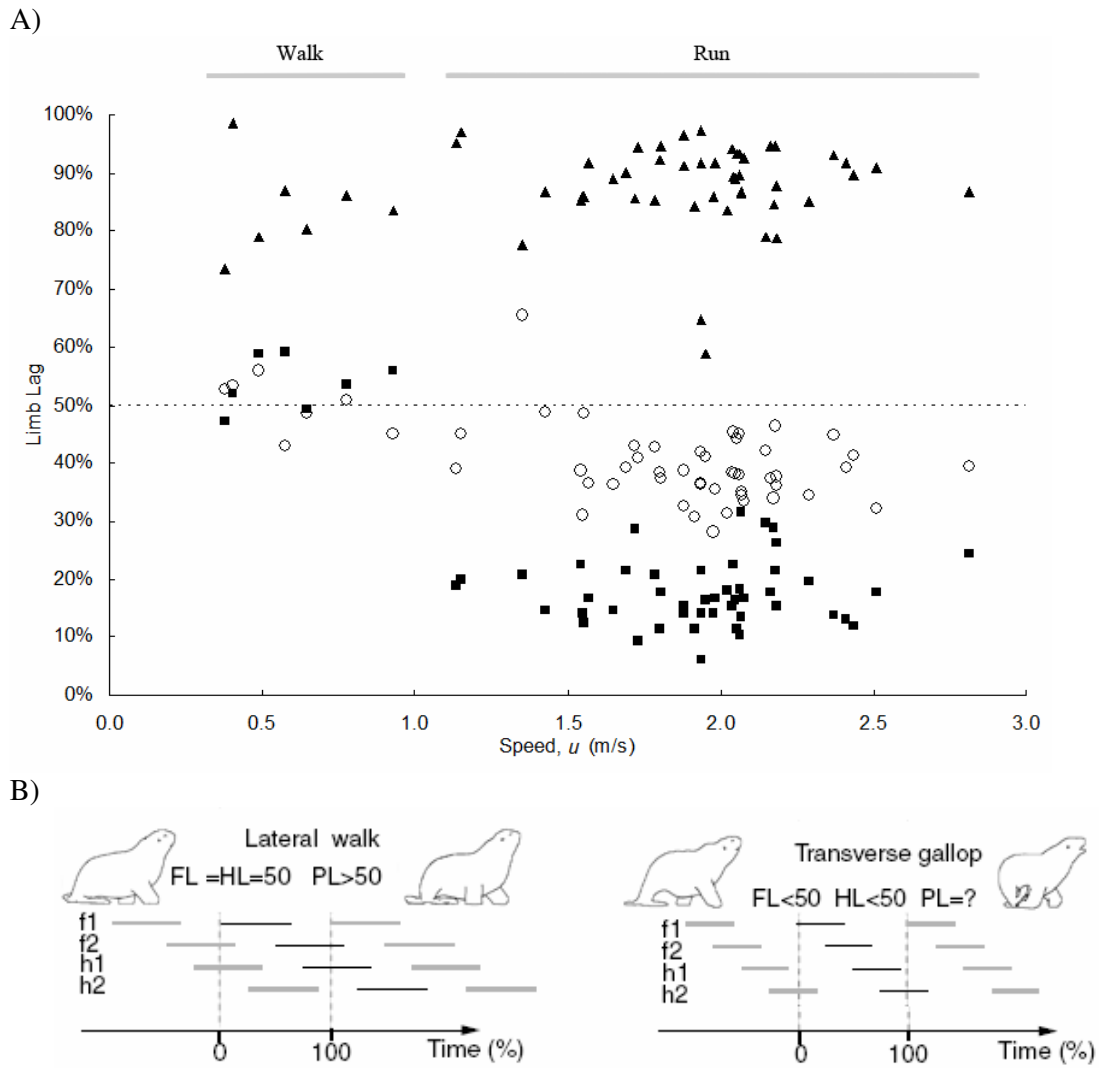 A)
Walk Run
100%
90%
80%
70%
60%
50%
40%
30%
20%
10%
0%
Limb Lag
0.0 0.5 1.0 1.5 2.0 2.5 3.0
Speed, u (m/s)
B)
Lateral walk
FL =HL=50 PL>50
f1
f2
h1
h2
0 100 Time (%)
Transverse gallop
FL<50 HL<50 PL=?
f1
f2
h1
h2
0 100 Time (%)